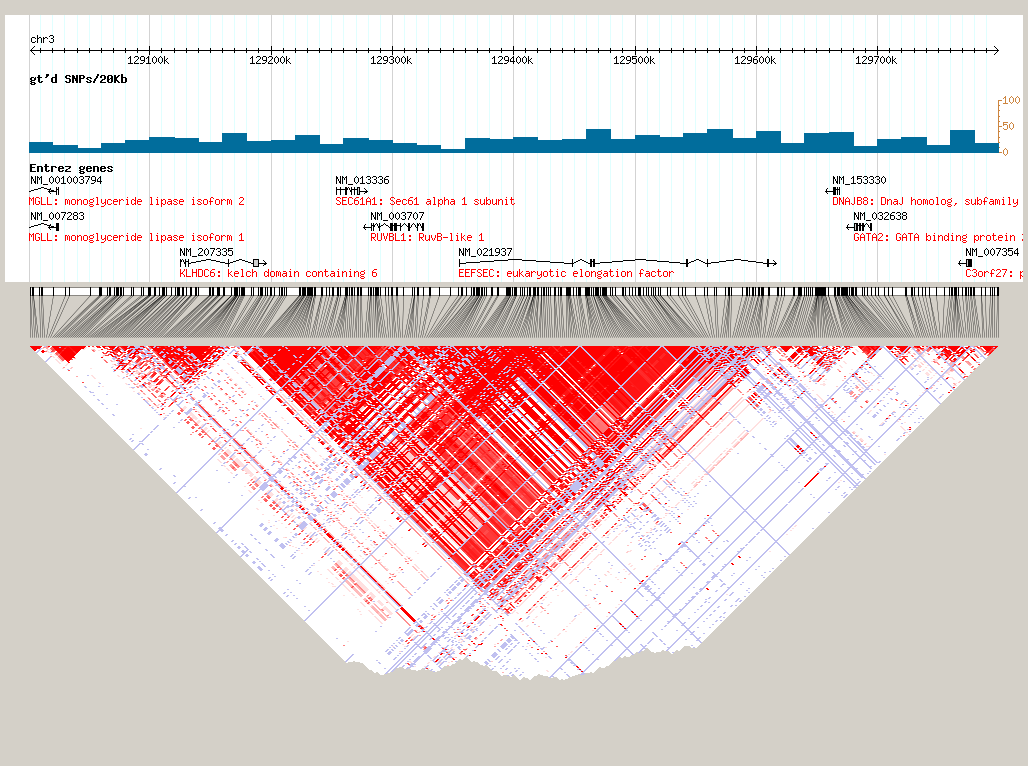 chr3
129100k 129200k 129300k 129400k 129500k 129600k 129700k
gt'd SNPs/20Kb
100
50
0
Entrez genes
NM_001003794 NM_013336 NM_153330
MGLL: monoglyceride lipase isoform 2 SEC61A1: Sec61 alpha 1 subunit DNAJB8: DnaJ homolog, subfamily
NM_007283 NM_003707 NM_032638
MGLL: monoglyceride lipase isoform 1 RUVBL1: RuvB-like 1 GATA2: GATA binding protein
NM_207335 NM_021937 NM_007354
KLHDC6: kelch domain containing 6 EEFSEC: eukaryotic elongation factor C3orf27: